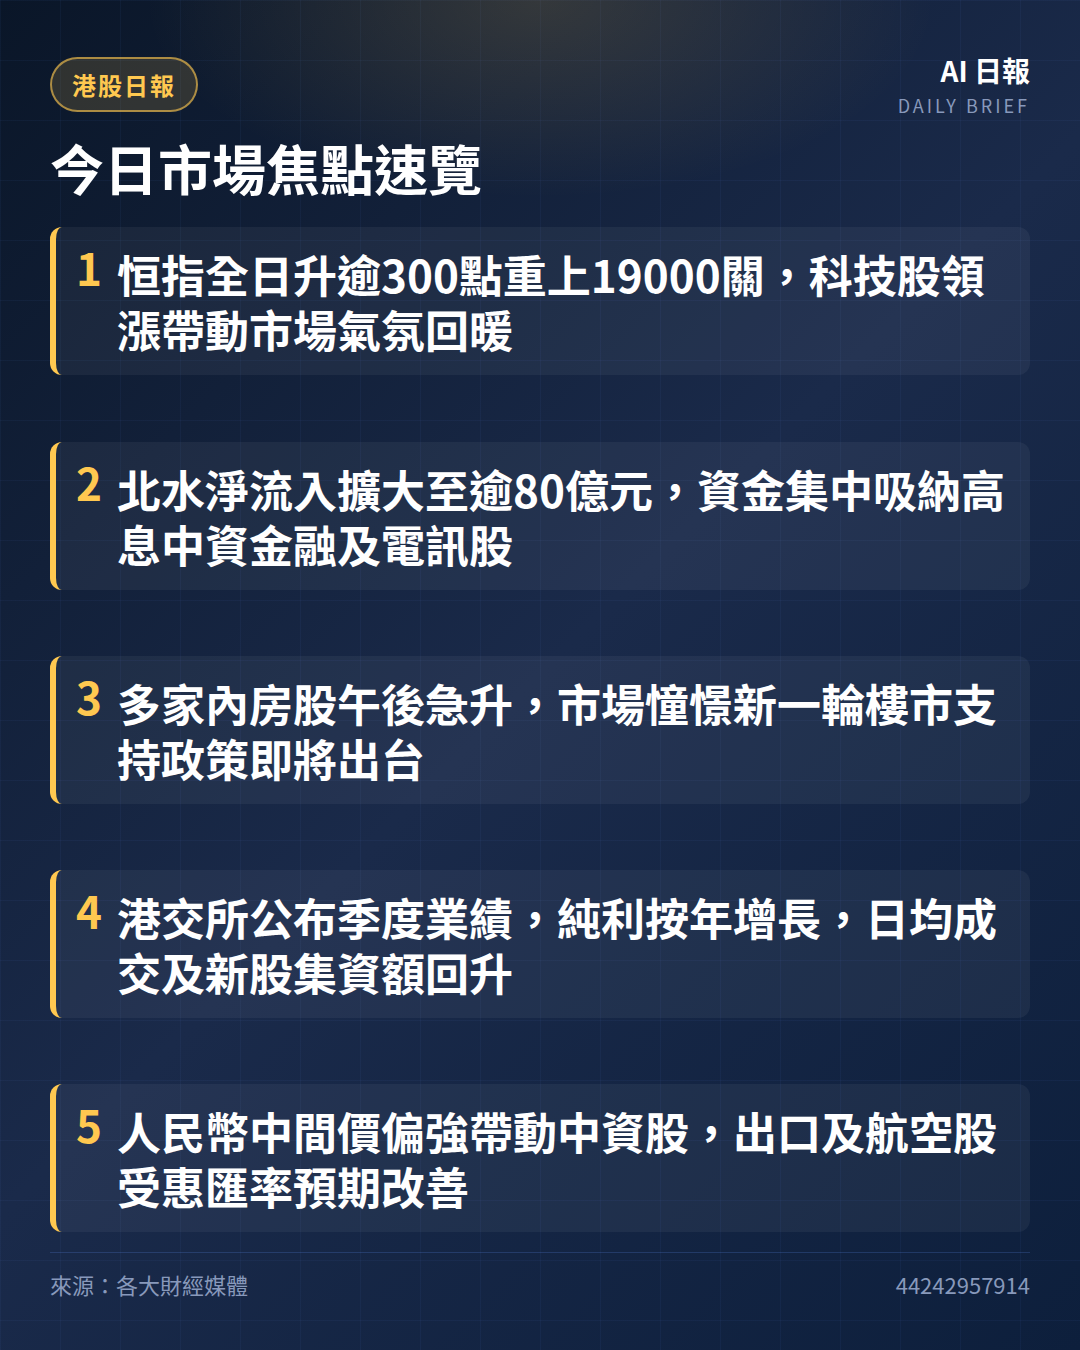 港股日報
AI 日報
DAILY BRIEF
今日市場焦點速覽
1 恒指全日升逾300點重上19000關，科技股領
漲帶動市場氣氛回暖
2 北水淨流入擴大至逾80億元，資金集中吸納高
息中資金融及電訊股
3 多家內房股午後急升，市場憧憬新一輪樓市支
持政策即將出台
4 港交所公布季度業績，純利按年增長，日均成
交及新股集資額回升
5 人民幣中間價偏強帶動中資股，出口及航空股
受惠匯率預期改善
來源：各大財經媒體
44242957914